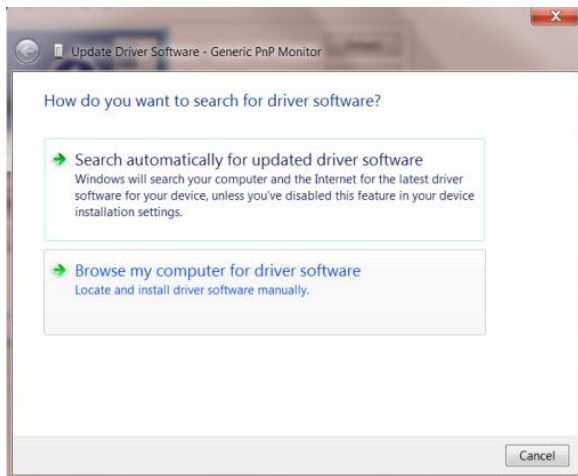 Update Driver Software - Generic PnP Monitor
How do you want to search for driver software?
Search automatically for updated driver software
Windows will search your computer and the Internet for the latest driver
software for your device, unless you've disabled this feature in your device
installation settings.
Browse my computer for driver software
Locate and install driver software manually.
Cancel